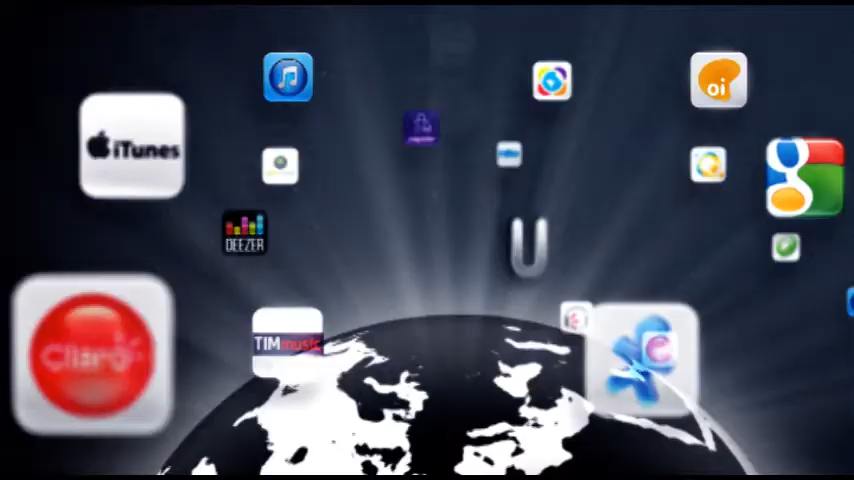 iTunes
oi
g
DEEZER
U
Claro
TIMmusic
e